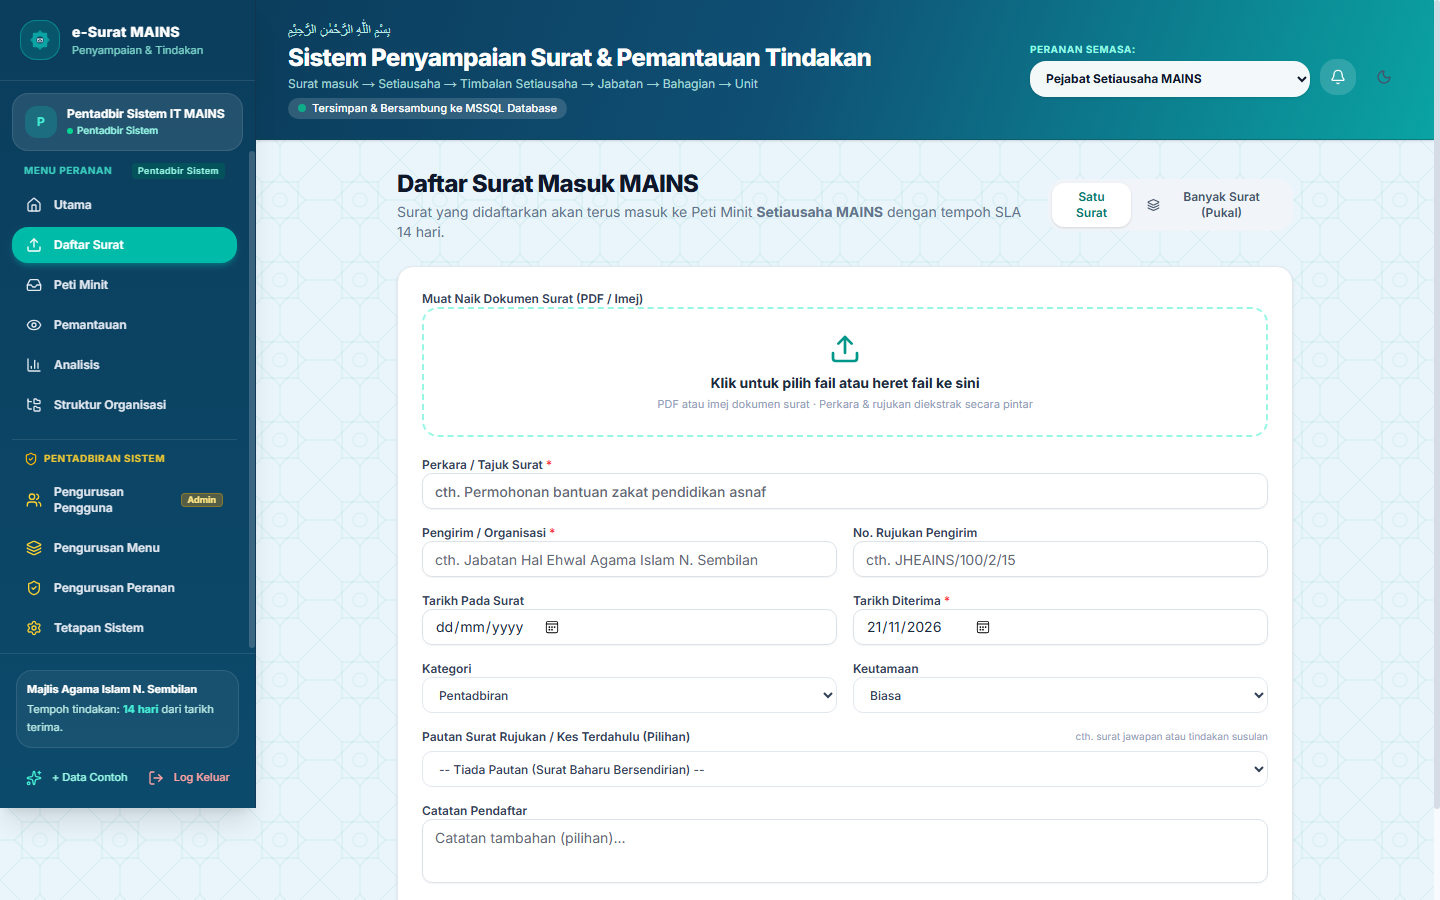 e-Surat MAINS
Penyampaian & Tindakan
Pentadbir Sistem IT MAINS
P
Pentadbir Sistem
MENU PERANAN
Pentadbir Sistem
Utama
Daftar Surat
Peti Minit
Pemantauan
Analisis
Struktur Organisasi
PENTADBIRAN SISTEM
Pengurusan
Pengguna
Admin
Pengurusan Menu
Pengurusan Peranan
Tetapan Sistem
Majlis Agama Islam N. Sembilan
Tempoh tindakan: 14 hari dari tarikh
terima.
+ Data Contoh
Log Keluar
بِسْمِ اللَّهِ الرَّحْمَٰنِ الرَّحِيْمِ
Sistem Penyampaian Surat & Pemantauan Tindakan
Surat masuk → Setiausaha → Timbalan Setiausaha → Jabatan → Bahagian → Unit
Tersimpan & Bersambung ke MSSQL Database
PERANAN SEMASA:
Pejabat Setiausaha MAINS
Daftar Surat Masuk MAINS
Surat yang didaftarkan akan terus masuk ke Peti Minit Setiausaha MAINS dengan tempoh SLA
14 hari.
Satu
Surat
Banyak Surat
(Pukal)
Muat Naik Dokumen Surat (PDF / Imej)
Klik untuk pilih fail atau heret fail ke sini
PDF atau imej dokumen surat · Perkara & rujukan diekstrak secara pintar
Perkara / Tajuk Surat *
cth. Permohonan bantuan zakat pendidikan asnaf
Pengirim / Organisasi *
cth. Jabatan Hal Ehwal Agama Islam N. Sembilan
No. Rujukan Pengirim
cth. JHEAINS/100/2/15
Tarikh Pada Surat
dd/mm/yyyy
Tarikh Diterima *
21/11/2026
Kategori
Pentadbiran
Keutamaan
Biasa
Pautan Surat Rujukan / Kes Terdahulu (Pilihan)
cth. surat jawapan atau tindakan susulan
-- Tiada Pautan (Surat Baharu Bersendirian) --
Catatan Pendaftar
Catatan tambahan (pilihan)...